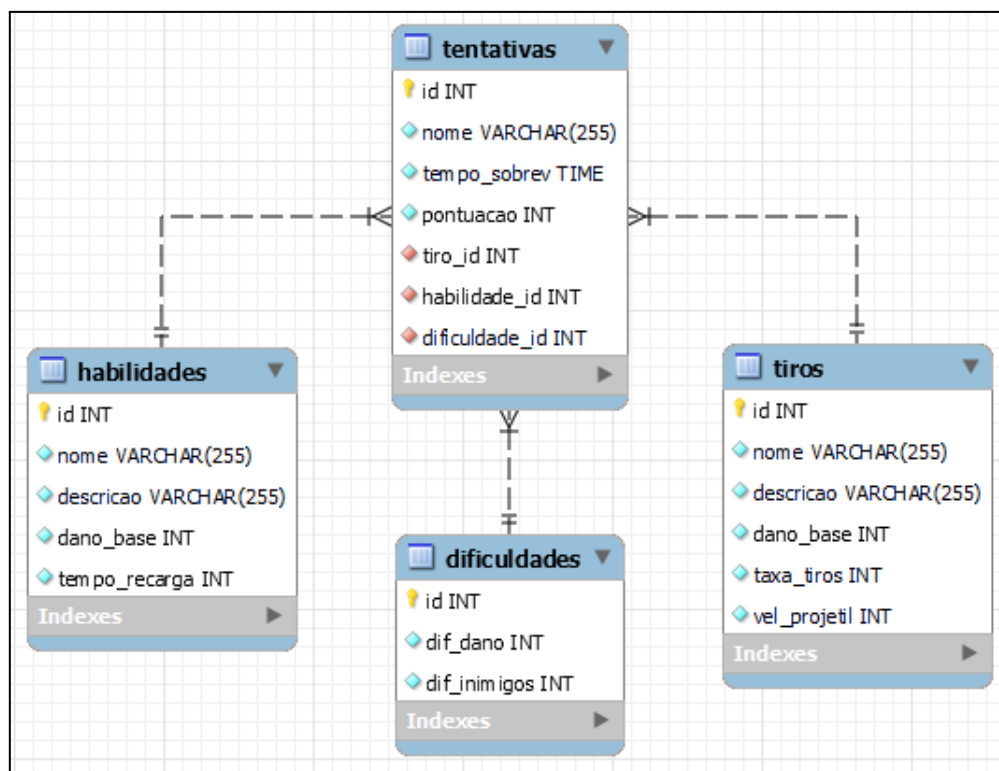 tentativas
id INT
nome VARCHAR(255)
tempo_sobrev TIME
pontuacao INT
tiro_id INT
habilidade_id INT
dificuldade_id INT
Indexes
habilidades
id INT
nome VARCHAR(255)
descricao VARCHAR(255)
dano_base INT
tempo_recarga INT
Indexes
dificuldades
id INT
dif_dano INT
dif_inimigos INT
Indexes
tiros
id INT
nome VARCHAR(255)
descricao VARCHAR(255)
dano_base INT
taxa_tiros INT
vel_projetil INT
Indexes